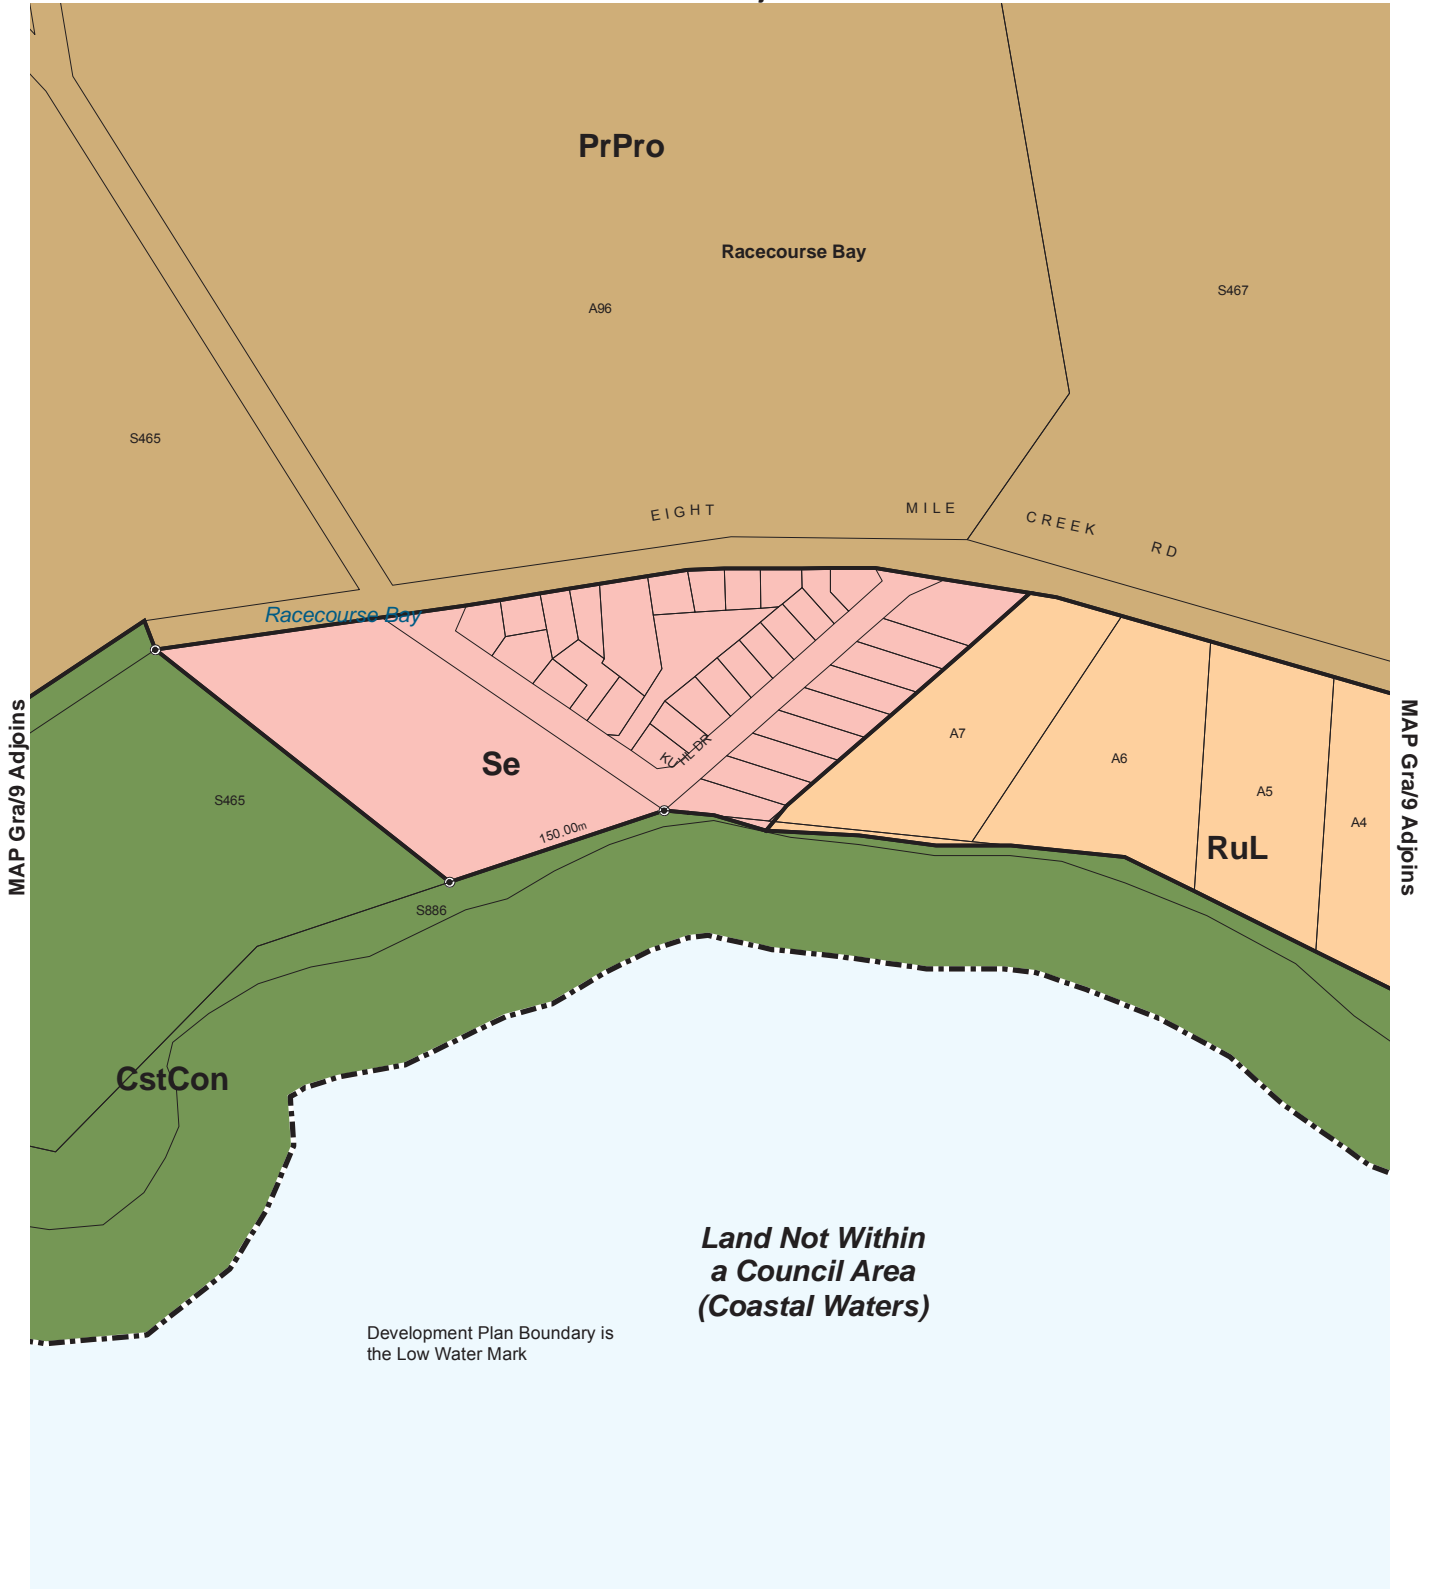 PrPro
Racecourse Bay
S467
A96
S465
EIGHT MILE CREEK RD
Racecourse Bay
MAP Gra/9 Adjoins
MAP Gra/9 Adjoins
A7
KUHL DR
Se
A6
A5
S465
A4
150.00m
RuL
S886
CstCon
Land Not Within
a Council Area
(Coastal Waters)
Development Plan Boundary is
the Low Water Mark